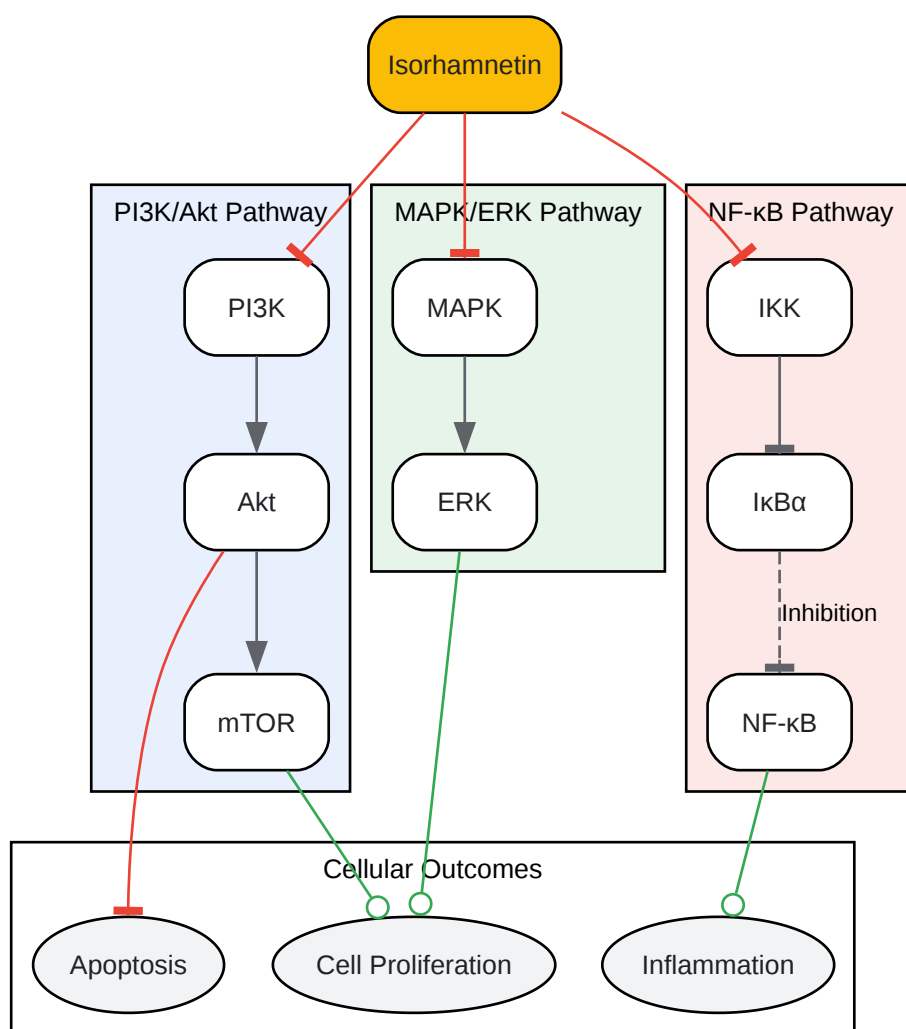 Isorhamnetin
PI3K/Akt Pathway
MAPK/ERK Pathway
NF-κB Pathway
PI3K
MAPK
IKK
Akt
ERK
IκBα
Inhibition
mTOR
NF-κB
Cellular Outcomes
Apoptosis
Cell Proliferation
Inflammation